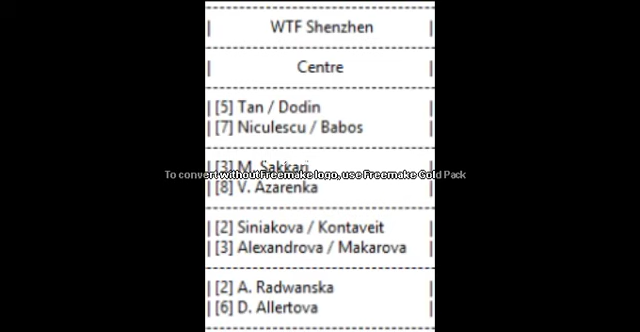 WTF Shenzhen
Centre
[5] Tan / Dodin
[7] Niculescu / Babos
[3] M. Sakkari
To convert without Freemake logo, use Freemake Gold Pack
[8] V. Azarenka
[2] Siniakova / Kontaveit
[3] Alexandrova / Makarova
[2] A. Radwanska
[6] D. Allertova